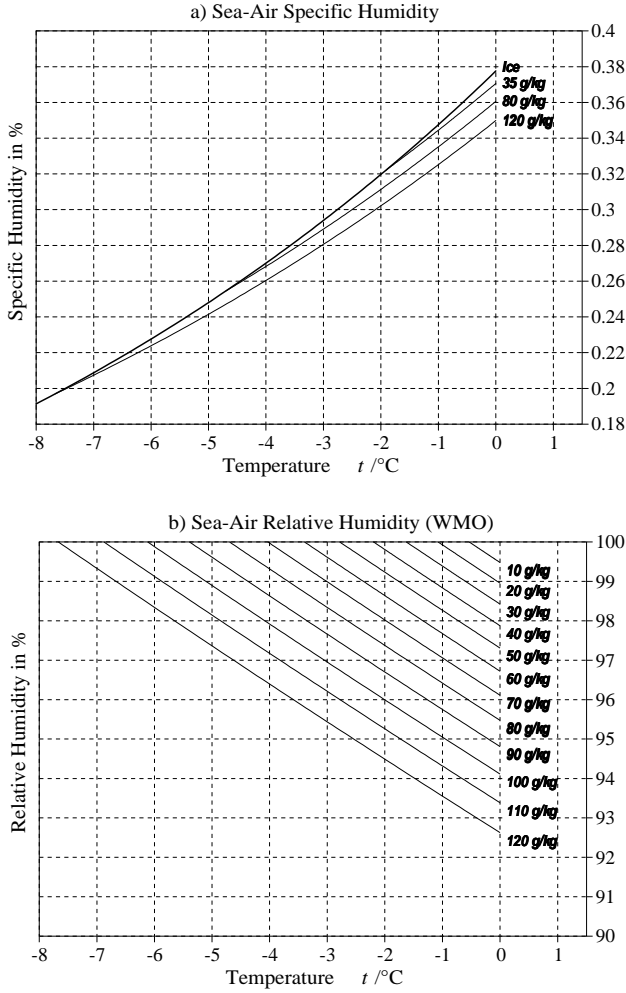 a) Sea-Air Specific Humidity
0.4
0.38
0.36
0.34
0.32
0.3
0.28
0.26
0.24
0.22
0.2
0.18
Ice
35 g/kg
80 g/kg
120 g/kg
Specific Humidity in %
-8 -7 -6 -5 -4 -3 -2 -1 0 1
Temperature t /°C
b) Sea-Air Relative Humidity (WMO)
100
99
98
97
96
95
94
93
92
91
90
10 g/kg
20 g/kg
30 g/kg
40 g/kg
50 g/kg
60 g/kg
70 g/kg
80 g/kg
90 g/kg
100 g/kg
110 g/kg
120 g/kg
Relative Humidity in %
-8 -7 -6 -5 -4 -3 -2 -1 0 1
Temperature t /°C